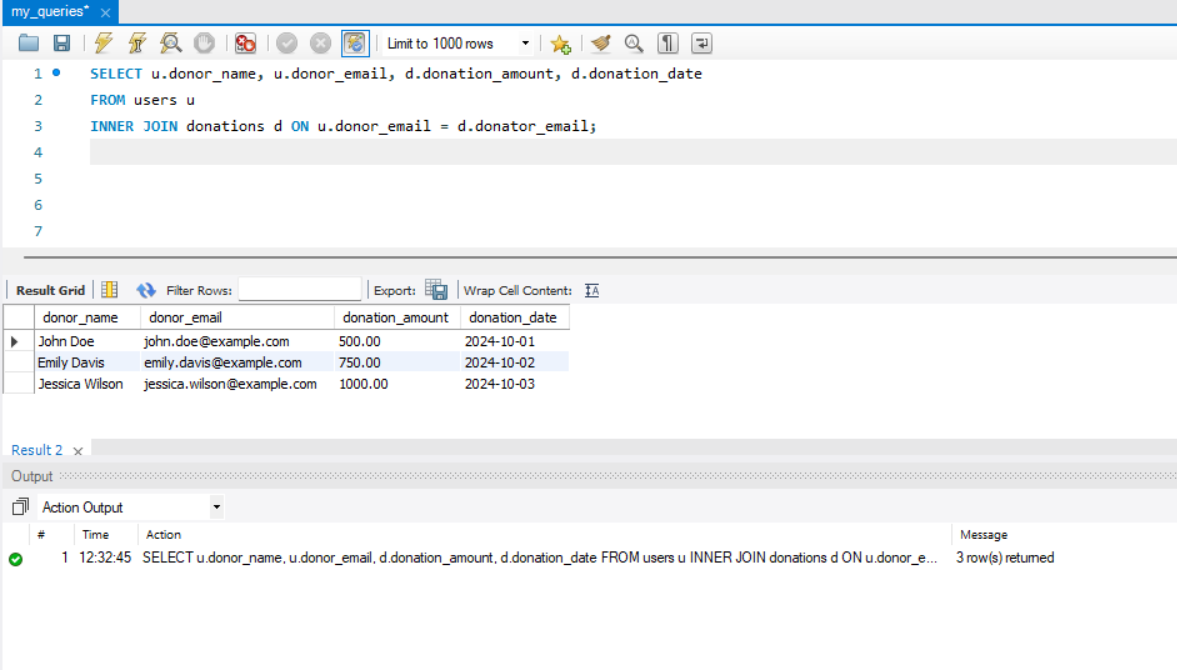 my_queries*
Limit to 1000 rows
1 SELECT u.donor_name, u.donor_email, d.donation_amount, d.donation_date
2 FROM users u
3 INNER JOIN donations d ON u.donor_email = d.donator_email;
4
5
6
7
Result Grid Filter Rows: Export: Wrap Cell Content: IA
donor_name donor_email donation_amount donation_date
John Doe john.doe@example.com 500.00 2024-10-01
Emily Davis emily.davis@example.com 750.00 2024-10-02
Jessica Wilson jessica.wilson@example.com 1000.00 2024-10-03
Result 2
Output
Action Output
# Time Action Message
1 12:32:45 SELECT u.donor_name, u.donor_email, d.donation_amount, d.donation_date FROM users u INNER JOIN donations d ON u.donor_e... 3 row(s) returned